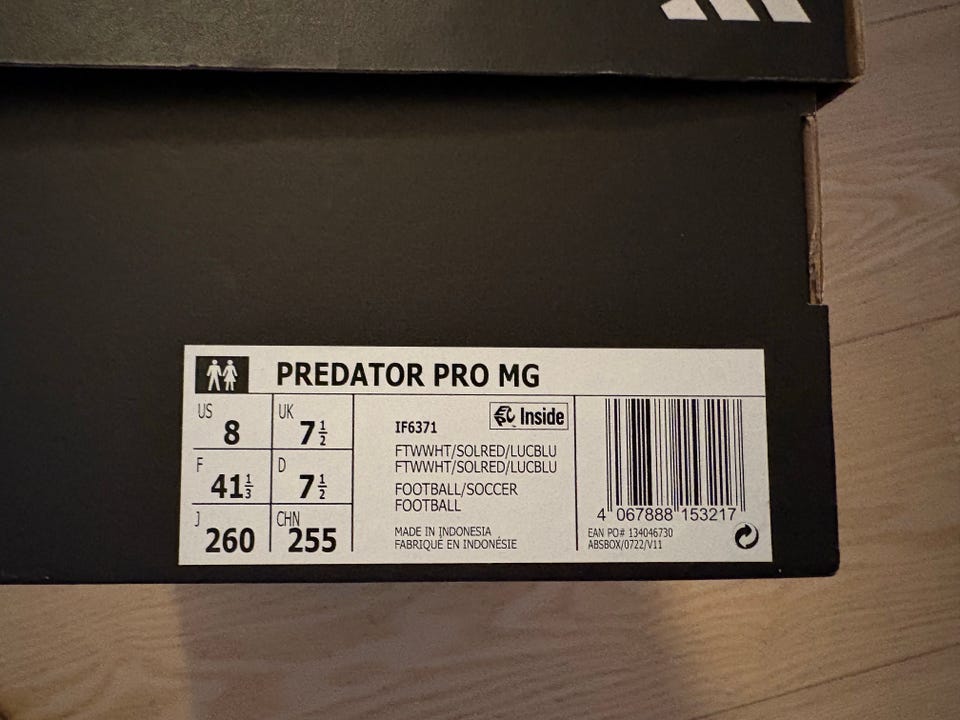 PREDATOR PRO MG
US 8
UK 7½
F 41⅓
D 7½
J 260
CHN 255
IF6371
Inside
FTWWHT/SOLRED/LUCBLU
FTWWHT/SOLRED/LUCBLU
FOOTBALL/SOCCER
FOOTBALL
MADE IN INDONESIA
FABRIQUÉ EN INDONÉSIE
4 067888 153217
EAN PO# 134046730
ABSBOX/0722/V11